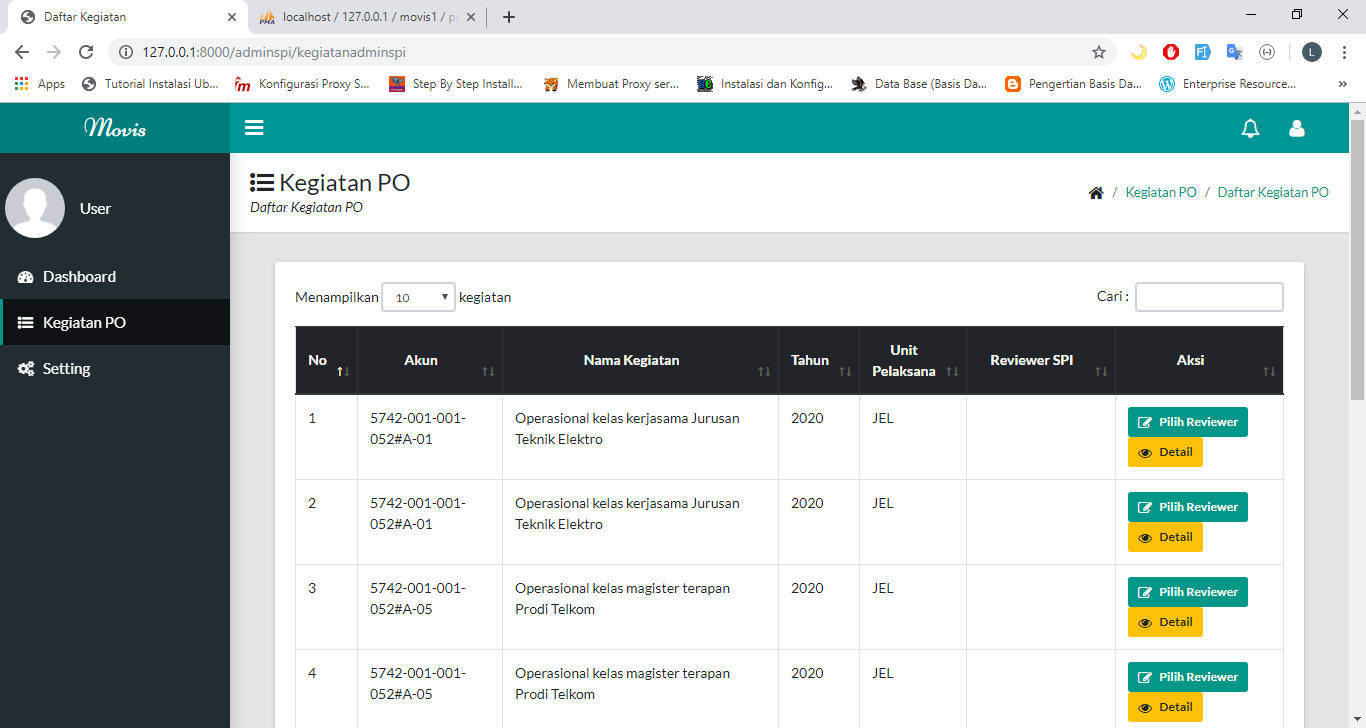 Daftar Kegiatan
localhost / 127.0.0.1 / movis1 / p
127.0.0.1:8000/adminspi/kegiatanadminspi
L
Apps
Tutorial Instalasi Ub...
Konfigurasi Proxy S...
Step By Step Install...
Membuat Proxy ser...
Instalasi dan Konfig...
Data Base (Basis Da...
Pengertian Basis Da...
Enterprise Resource...
»
Movis
User
Dashboard
Kegiatan PO
Setting
Kegiatan PO
Daftar Kegiatan PO
/ Kegiatan PO / Daftar Kegiatan PO
Menampilkan 10 kegiatan
Cari :
No Akun Nama Kegiatan Tahun Unit Pelaksana Reviewer SPI Aksi
1 5742-001-001-052#A-01 Operasional kelas kerjasama Jurusan Teknik Elektro 2020 JEL Pilih Reviewer Detail
2 5742-001-001-052#A-01 Operasional kelas kerjasama Jurusan Teknik Elektro 2020 JEL Pilih Reviewer Detail
3 5742-001-001-052#A-05 Operasional kelas magister terapan Prodi Telkom 2020 JEL Pilih Reviewer Detail
4 5742-001-001-052#A-05 Operasional kelas magister terapan Prodi Telkom 2020 JEL Pilih Reviewer Detail